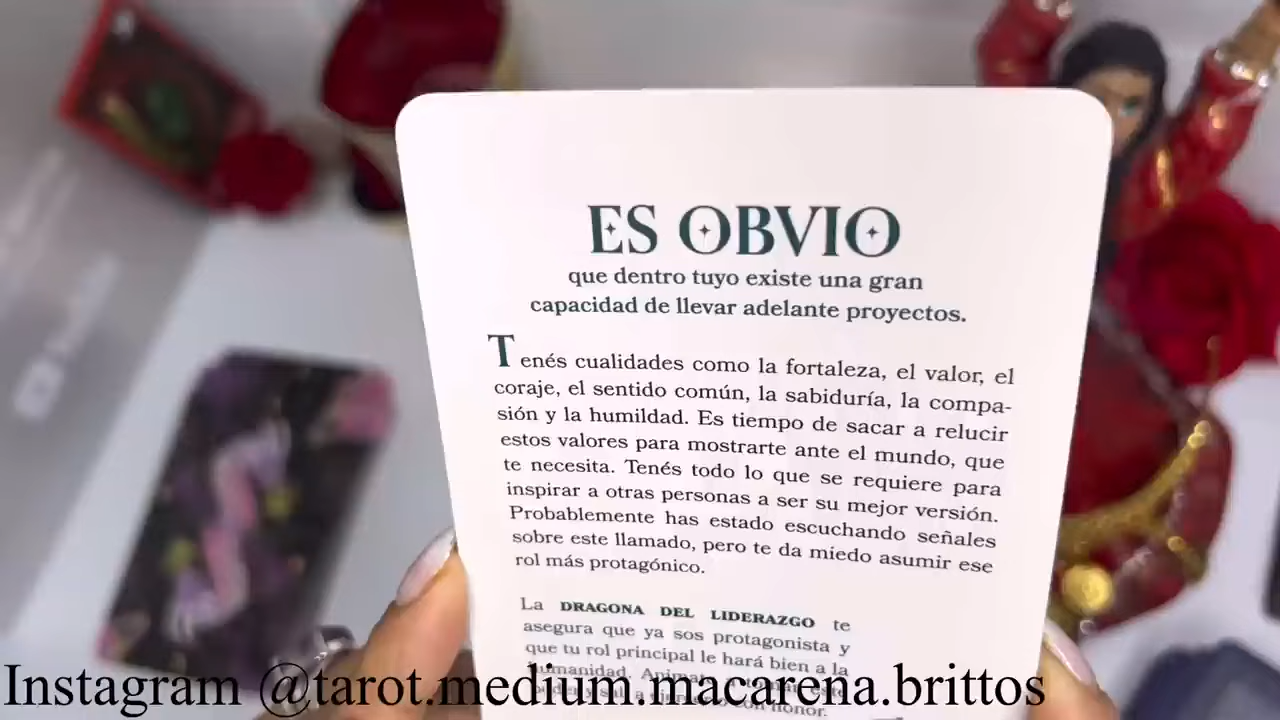 ES OBVIO
que dentro tuyo existe una gran
capacidad de llevar adelante proyectos.
Tenés cualidades como la fortaleza, el valor, el
coraje, el sentido común, la sabiduría, la compa-
sión y la humildad. Es tiempo de sacar a relucir
estos valores para mostrarte ante el mundo, que
te necesita. Tenés todo lo que se requiere para
inspirar a otras personas a ser su mejor versión.
Probablemente has estado escuchando señales
sobre este llamado, pero te da miedo asumir ese
rol más protagónico.
La DRAGONA DEL LIDERAZGO te
asegura que ya sos protagonista y
que tu rol principal le hará bien a la
humanidad.
con honor.
Instagram @tarot.medium.macarena.brittos